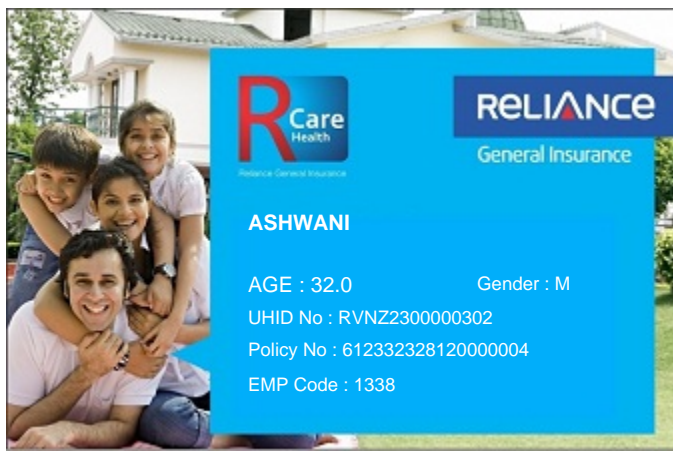 R Care
Health
Reliance General Insurance
RELIANCE
General Insurance
ASHWANI
AGE : 32.0 Gender : M
UHID No : RVNZ2300000302
Policy No : 612332328120000004
EMP Code : 1338